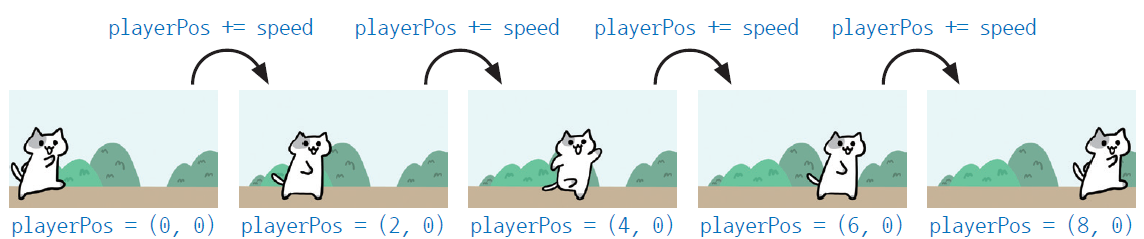 playerPos += speed
playerPos += speed
playerPos += speed
playerPos += speed
playerPos = (0, 0)
playerPos = (2, 0)
playerPos = (4, 0)
playerPos = (6, 0)
playerPos = (8, 0)